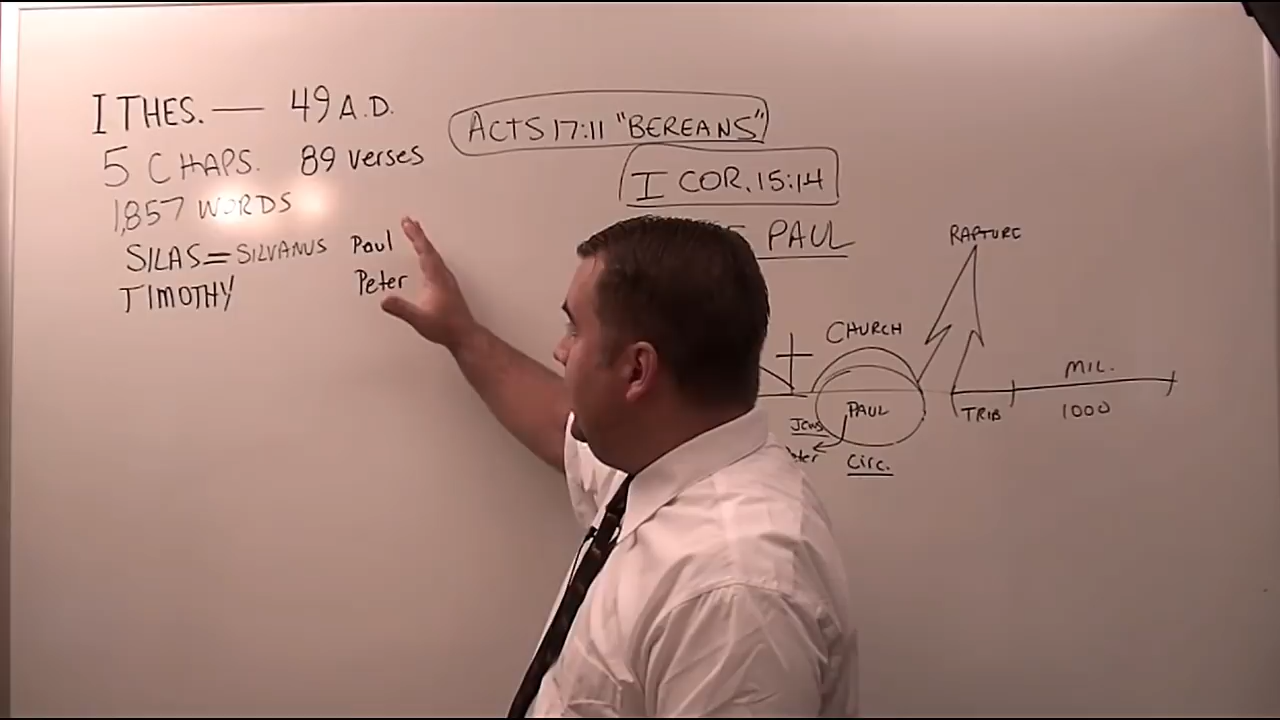 I THES. — 49 A.D.
5 CHAPS. 89 verses
1,857 WORDS
SILAS = SILVANUS Paul
TIMOTHY Peter
ACTS 17:11 "BEREANS"
I COR. 15:14
PAUL
RAPTURE
CHURCH
MIL.
PAUL
TRIB
1000
Jews
Circ.